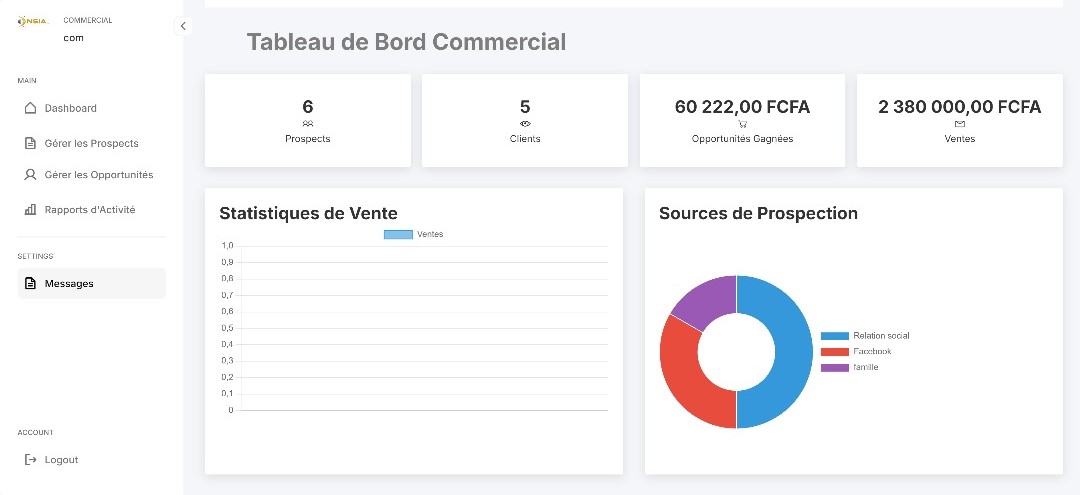 NSIA
COMMERCIAL
com
MAIN
Dashboard
Gérer les Prospects
Gérer les Opportunités
Rapports d'Activité
SETTINGS
Messages
ACCOUNT
Logout
Tableau de Bord Commercial
6
Prospects
5
Clients
60 222,00 FCFA
Opportunités Gagnées
2 380 000,00 FCFA
Ventes
Statistiques de Vente
Ventes
1,0
0,9
0,8
0,7
0,6
0,5
0,4
0,3
0,2
0,1
0
Sources de Prospection
Relation social
Facebook
famille